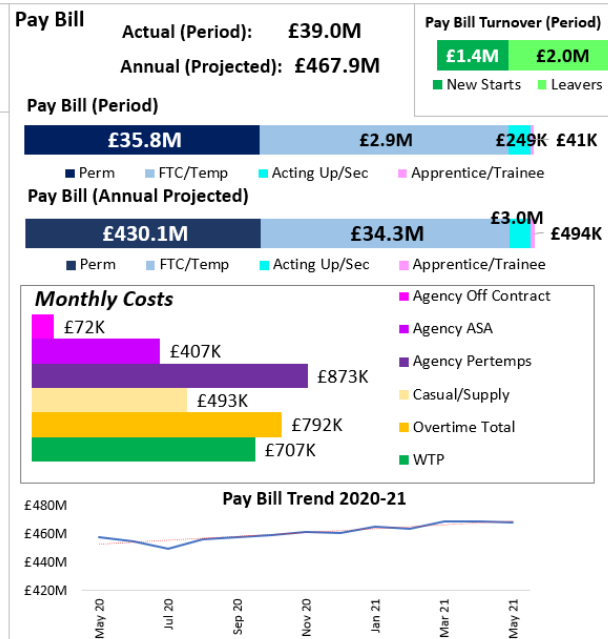 Pay Bill
Actual (Period): £39.0M
Annual (Projected): £467.9M
Pay Bill Turnover (Period)
£1.4M £2.0M
New Starts Leavers
Pay Bill (Period)
£35.8M £2.9M £249K £41K
Perm FTC/Temp Acting Up/Sec Apprentice/Trainee
Pay Bill (Annual Projected)
£430.1M £34.3M £3.0M £494K
Perm FTC/Temp Acting Up/Sec Apprentice/Trainee
Monthly Costs
£72K
£407K
£873K
£493K
£792K
£707K
Agency Off Contract
Agency ASA
Agency Pertemps
Casual/Supply
Overtime Total
WTP
Pay Bill Trend 2020-21
£480M
£460M
£440M
£420M
May 20 Jul 20 Sep 20 Nov 20 Jan 21 Mar 21 May 21